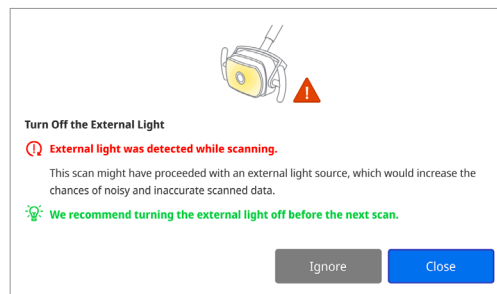 Turn Off the External Light
External light was detected while scanning.
This scan might have proceeded with an external light source, which would increase the
chances of noisy and inaccurate scanned data.
We recommend turning the external light off before the next scan.
Ignore
Close